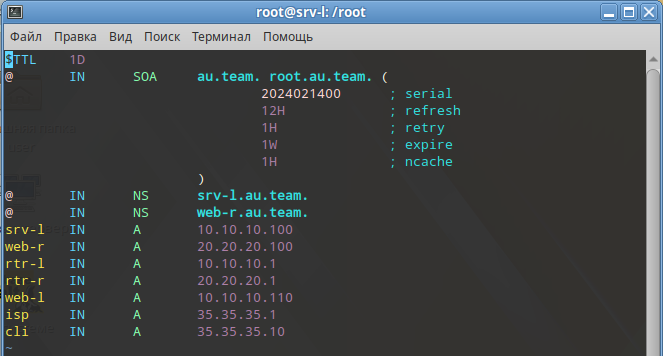 root@srv-l: /root
Файл Правка Вид Поиск Терминал Помощь
$TTL 1D
@ IN SOA au.team. root.au.team. (
2024021400 ; serial
12H ; refresh
1H ; retry
1W ; expire
1H ; ncache
)
@ IN NS srv-l.au.team.
@ IN NS web-r.au.team.
srv-l IN A 10.10.10.100
web-r IN A 20.20.20.100
rtr-l IN A 10.10.10.1
rtr-r IN A 20.20.20.1
web-l IN A 10.10.10.110
isp IN A 35.35.35.1
cli IN A 35.35.35.10
~